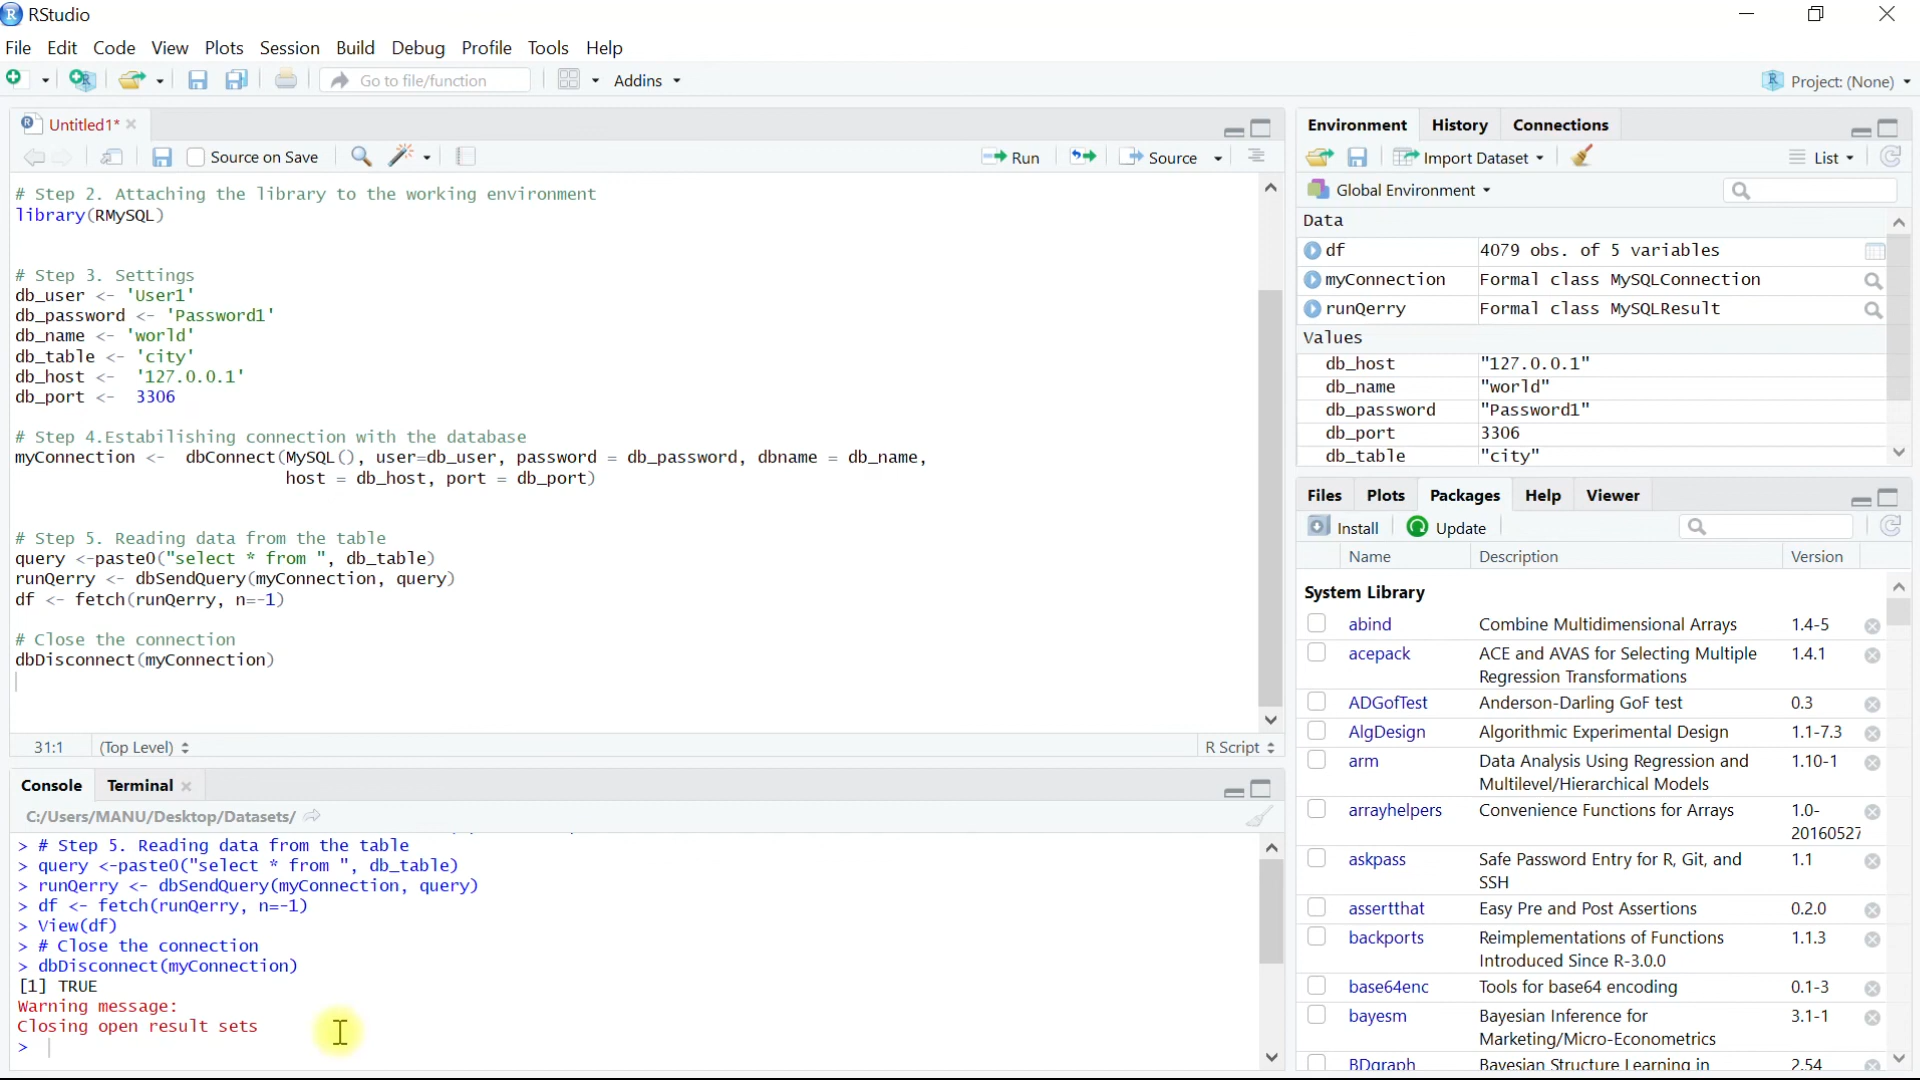 RStudio
File Edit Code View Plots Session Build Debug Profile Tools Help
Go to file/function Addins Project: (None)
Untitled1*
Source on Save Run Source
# Step 2. Attaching the library to the working environment
library(RMySQL)
# Step 3. Settings
db_user <- 'User1'
db_password <- 'Password1'
db_name <- 'world'
db_table <- 'city'
db_host <- '127.0.0.1'
db_port <- 3306
# Step 4.Estabilishing connection with the database
myConnection <- dbConnect(MySQL(), user=db_user, password = db_password, dbname = db_name,
host = db_host, port = db_port)
# Step 5. Reading data from the table
query <-paste0("select * from ", db_table)
runQerry <- dbSendQuery(myConnection, query)
df <- fetch(runQerry, n=-1)
# Close the connection
dbDisconnect(myConnection)
31:1 (Top Level) R Script
Console Terminal
C:/Users/MANU/Desktop/Datasets/
> # Step 5. Reading data from the table
> query <-paste0("select * from ", db_table)
> runQerry <- dbSendQuery(myConnection, query)
> df <- fetch(runQerry, n=-1)
> View(df)
> # Close the connection
> dbDisconnect(myConnection)
[1] TRUE
Warning message:
Closing open result sets
>
Environment History Connections
Import Dataset List
Global Environment
Data
df 4079 obs. of 5 variables
myConnection Formal class MySQLConnection
runQerry Formal class MySQLResult
Values
db_host "127.0.0.1"
db_name "world"
db_password "Password1"
db_port 3306
db_table "city"
Files Plots Packages Help Viewer
Install Update
Name Description Version
System Library
abind Combine Multidimensional Arrays 1.4-5
acepack ACE and AVAS for Selecting Multiple 1.4.1
Regression Transformations
ADGofTest Anderson-Darling GoF test 0.3
AlgDesign Algorithmic Experimental Design 1.1-7.3
arm Data Analysis Using Regression and 1.10-1
Multilevel/Hierarchical Models
arrayhelpers Convenience Functions for Arrays 1.0-
20160527
askpass Safe Password Entry for R, Git, and 1.1
SSH
assertthat Easy Pre and Post Assertions 0.2.0
backports Reimplementations of Functions 1.1.3
Introduced Since R-3.0.0
base64enc Tools for base64 encoding 0.1-3
bayesm Bayesian Inference for 3.1-1
Marketing/Micro-Econometrics
BDgraph Bayesian Structure Learning in 2.54